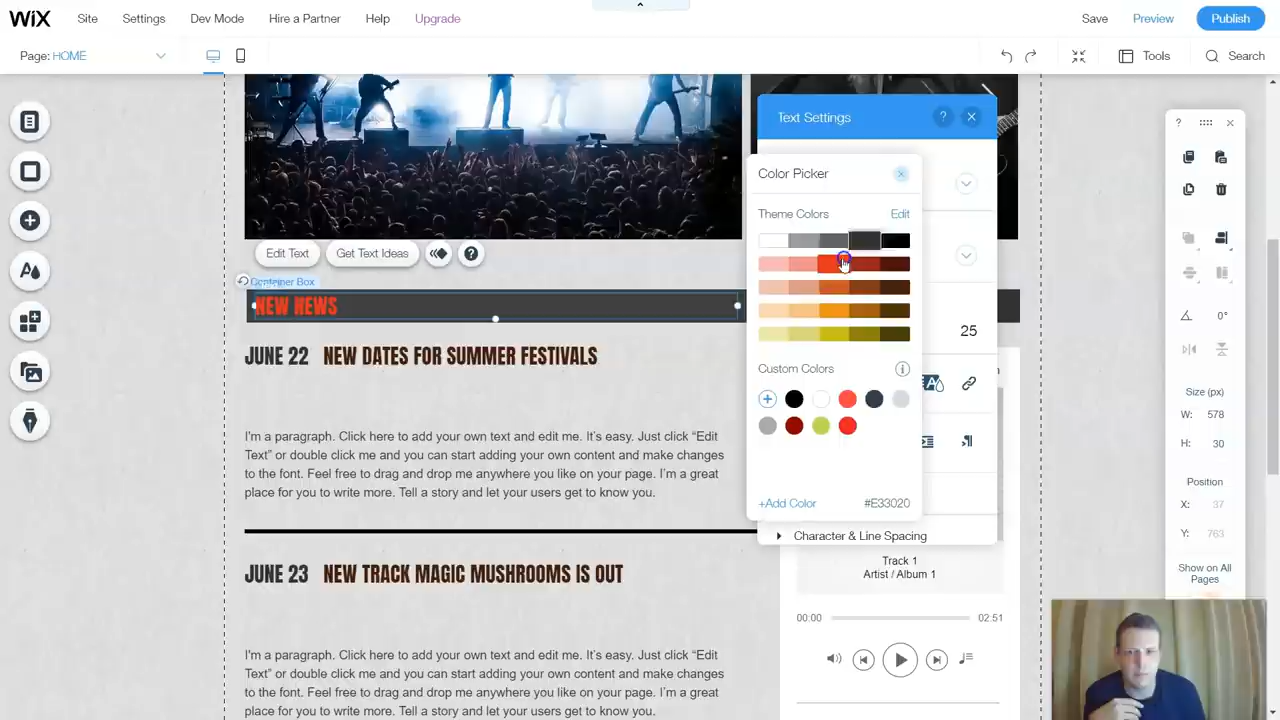 WiX
Site
Settings
Dev Mode
Hire a Partner
Help
Upgrade
Save
Preview
Publish
Page: HOME
Tools
Search
Text Settings
?
Color Picker
Theme Colors
Edit
Edit Text
Get Text Ideas
?
Container Box
NEW NEWS
25
JUNE 22 NEW DATES FOR SUMMER FESTIVALS
Custom Colors
I'm a paragraph. Click here to add your own text and edit me. It's easy. Just click “Edit
Text” or double click me and you can start adding your own content and make changes
to the font. Feel free to drag and drop me anywhere you like on your page. I'm a great
place for you to write more. Tell a story and let your users get to know you.
+Add Color
#E33020
Character & Line Spacing
JUNE 23 NEW TRACK MAGIC MUSHROOMS IS OUT
I'm a paragraph. Click here to add your own text and edit me. It's easy. Just click “Edit
Text” or double click me and you can start adding your own content and make changes
to the font. Feel free to drag and drop me anywhere you like on your page. I'm a great
place for you to write more. Tell a story and let your users get to know you.
Track 1
Artist / Album 1
00:00
02:51
?
0°
Size (px)
W: 578
H: 30
Position
X: 37
Y: 763
Show on All
Pages